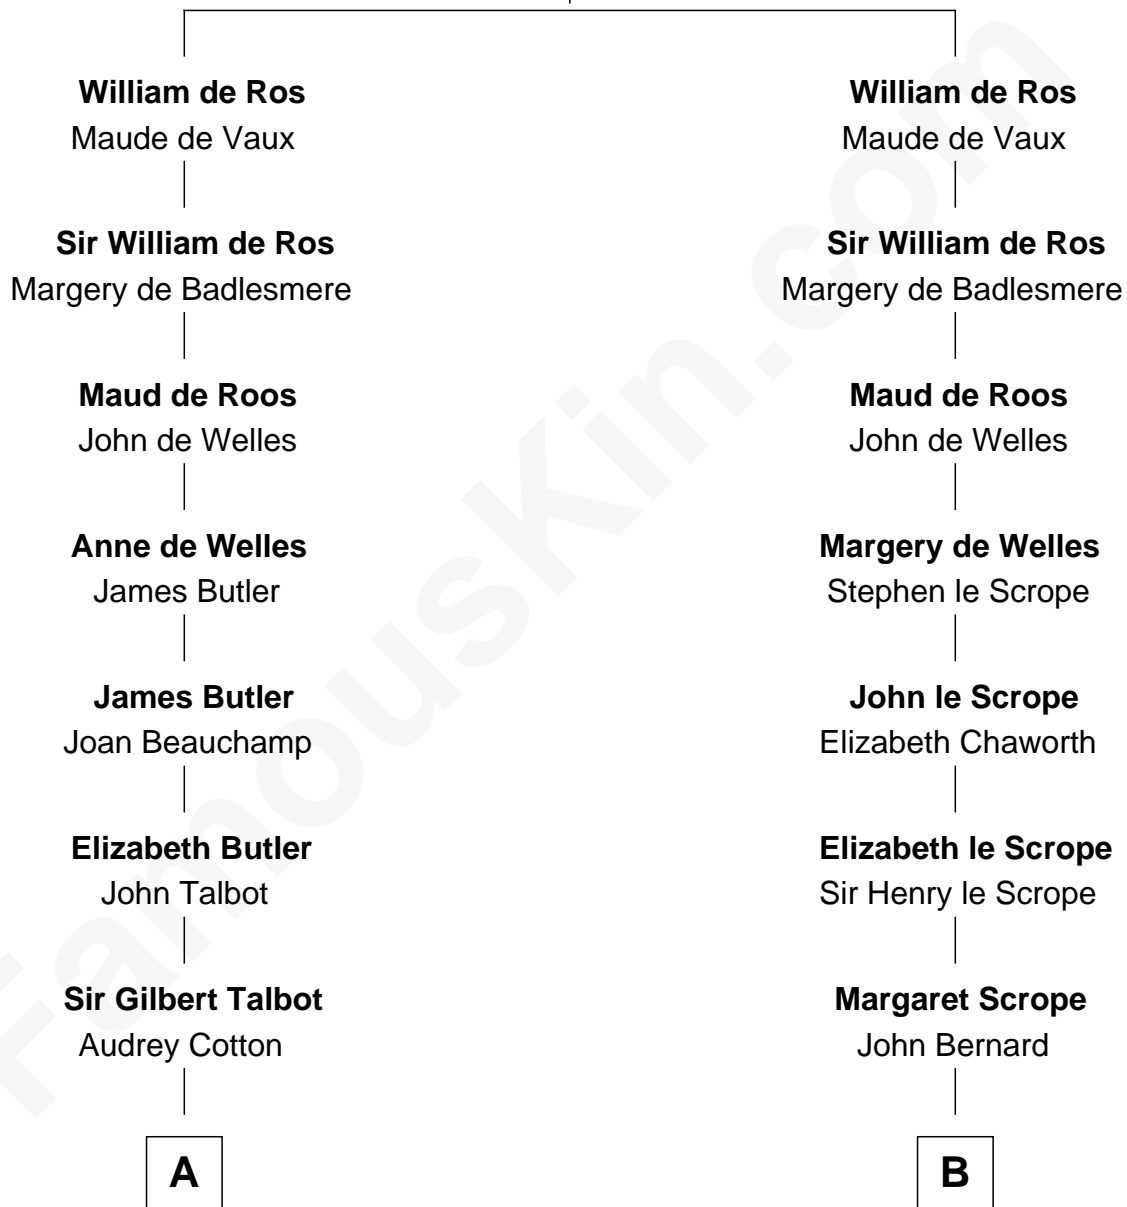 William de Ros
Maude de Vaux
Sir William de Ros
Margery de Badlesmere
Maud de Roos
John de Welles
Anne de Welles
James Butler
James Butler
Joan Beauchamp
Elizabeth Butler
John Talbot
Sir Gilbert Talbot
Audrey Cotton
A
William de Ros
Maude de Vaux
Sir William de Ros
Margery de Badlesmere
Maud de Roos
John de Welles
Margery de Welles
Stephen le Scrope
John le Scrope
Elizabeth Chaworth
Elizabeth le Scrope
Sir Henry le Scrope
Margaret Scrope
John Bernard
B
FamousKin.com